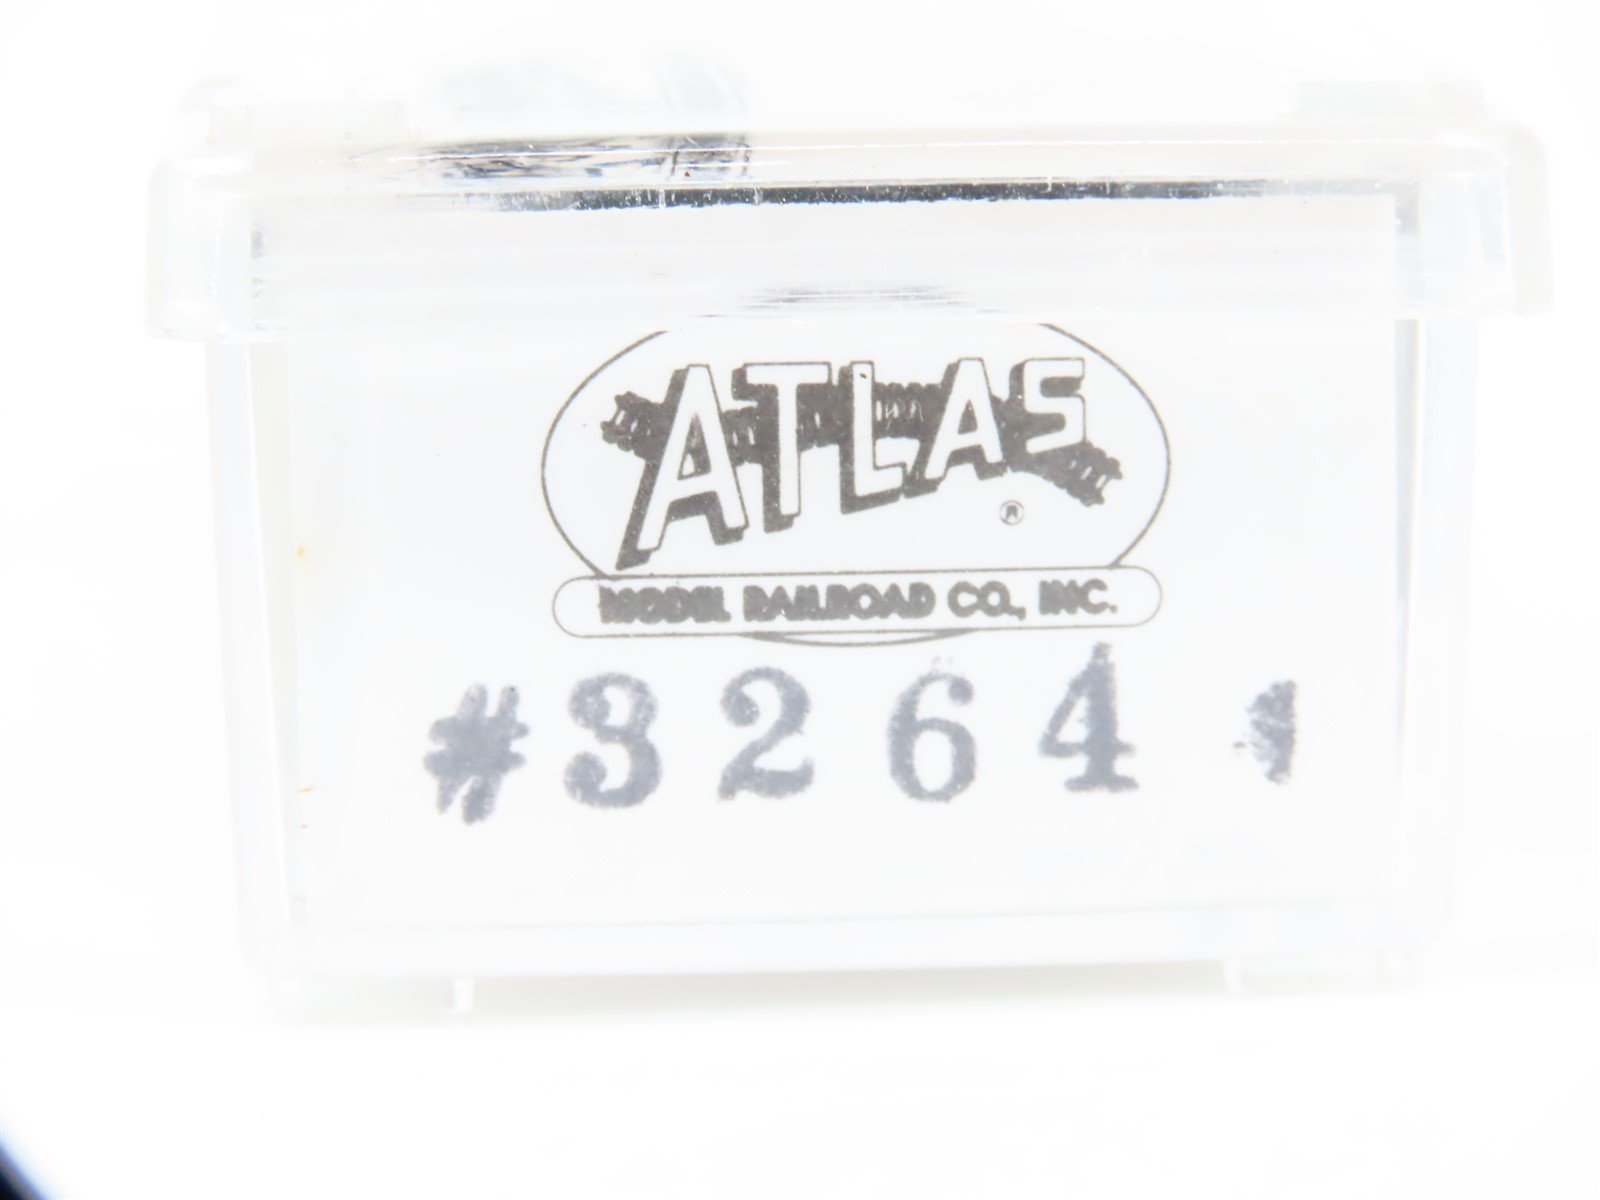 ATLAS
®
MODEL RAILROAD CO., INC.
#3264